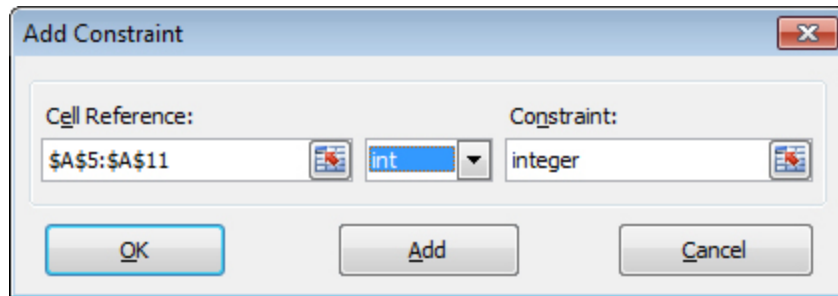 Add Constraint
Cell Reference: Constraint:
$A$5:$A$11 int integer
OK Add Cancel